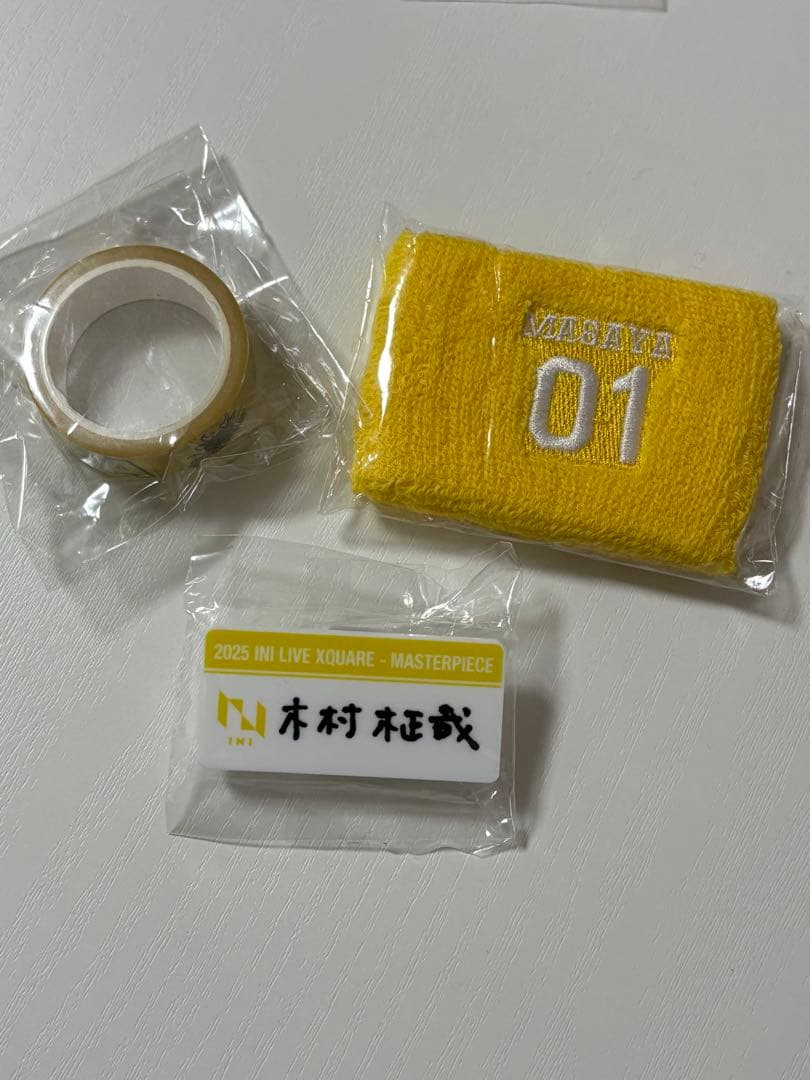 MASAYA
01
2025 INI LIVE XQUARE - MASTERPIECE
INI
木村 柾哉